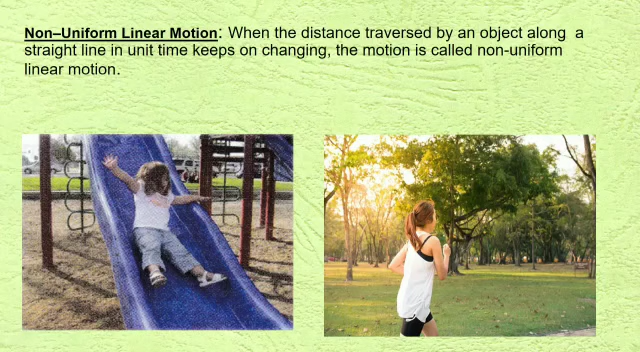 Non–Uniform Linear Motion: When the distance traversed by an object along  a
straight line in unit time keeps on changing, the motion is called non-uniform
linear motion.